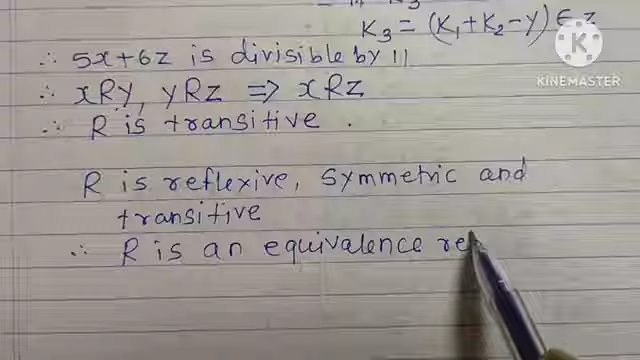 K₃ = (K₁+K₂-y) ∈ z
∴ 5x+6z is divisible by 11
∴ xRy, yRz ⇒ xRz
∴ R is transitive .
R is reflexive, symmetric and
transitive
∴ R is an equivalence re
K
KINEMASTER